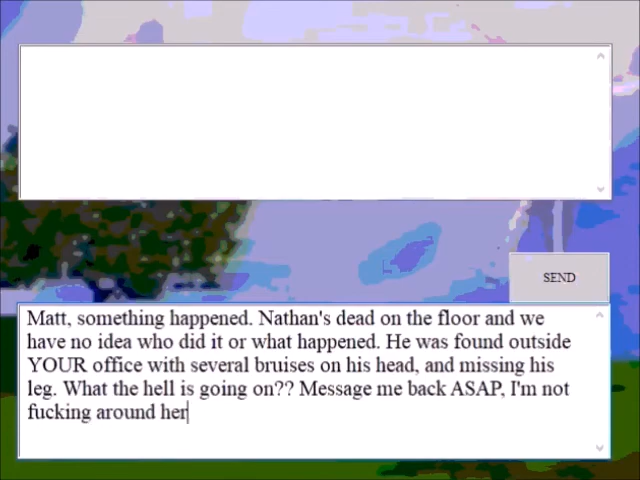 SEND
Matt, something happened. Nathan's dead on the floor and we
have no idea who did it or what happened. He was found outside
YOUR office with several bruises on his head, and missing his
leg. What the hell is going on?? Message me back ASAP, I'm not
fucking around her